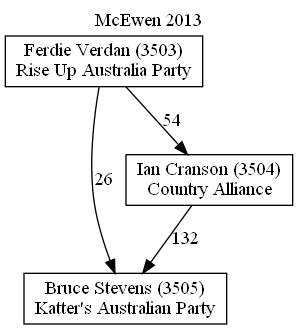 McEwen 2013
Ferdie Verdan (3503)
Rise Up Australia Party
54
Ian Cranson (3504)
Country Alliance
26
132
Bruce Stevens (3505)
Katter's Australian Party